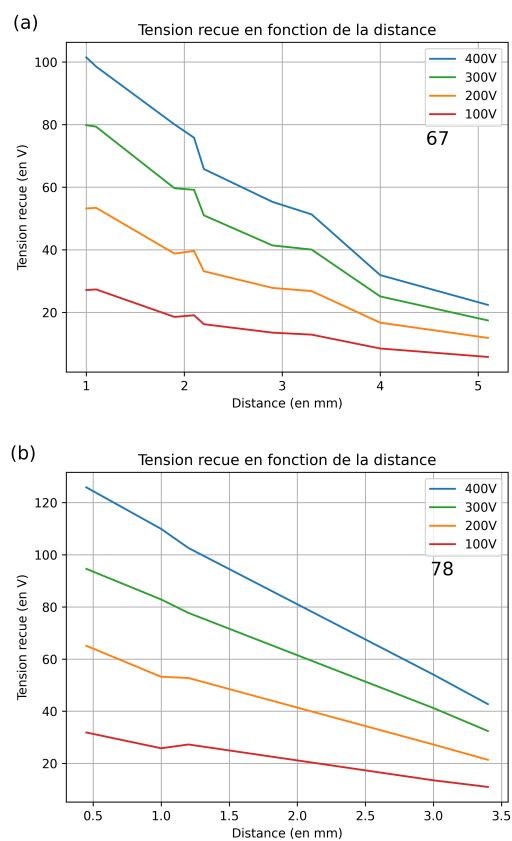 (a)
Tension recue en fonction de la distance
Tension recue (en V)
100
80
60
40
20
400V
300V
200V
100V
67
1 2 3 4 5
Distance (en mm)
(b)
Tension recue en fonction de la distance
Tension recue (en V)
120
100
80
60
40
20
400V
300V
200V
100V
78
0.5 1.0 1.5 2.0 2.5 3.0 3.5
Distance (en mm)